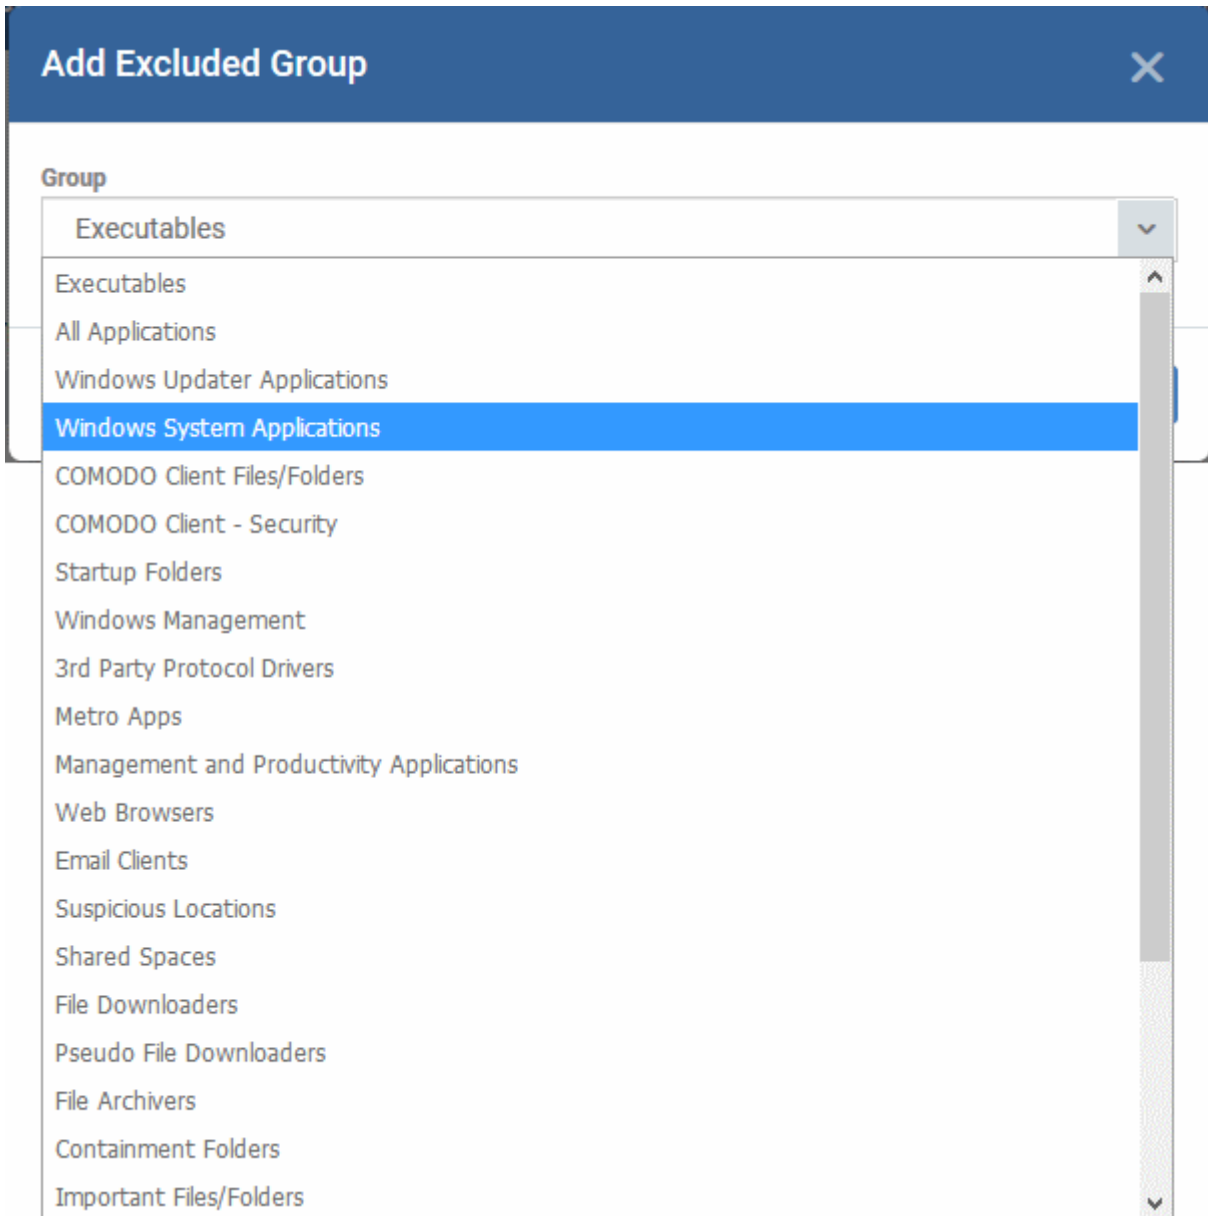 Add Excluded Group
Group
Executables
Executables
All Applications
Windows Updater Applications
Windows System Applications
COMODO Client Files/Folders
COMODO Client - Security
Startup Folders
Windows Management
3rd Party Protocol Drivers
Metro Apps
Management and Productivity Applications
Web Browsers
Email Clients
Suspicious Locations
Shared Spaces
File Downloaders
Pseudo File Downloaders
File Archivers
Containment Folders
Important Files/Folders